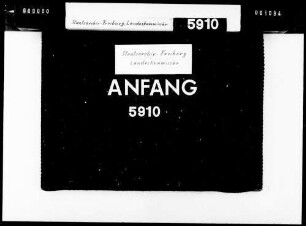 Staatsarchiv Freiburg Landeskommissär 5910
Staatsarchiv Freiburg
Landeskommissär
ANFANG
5910